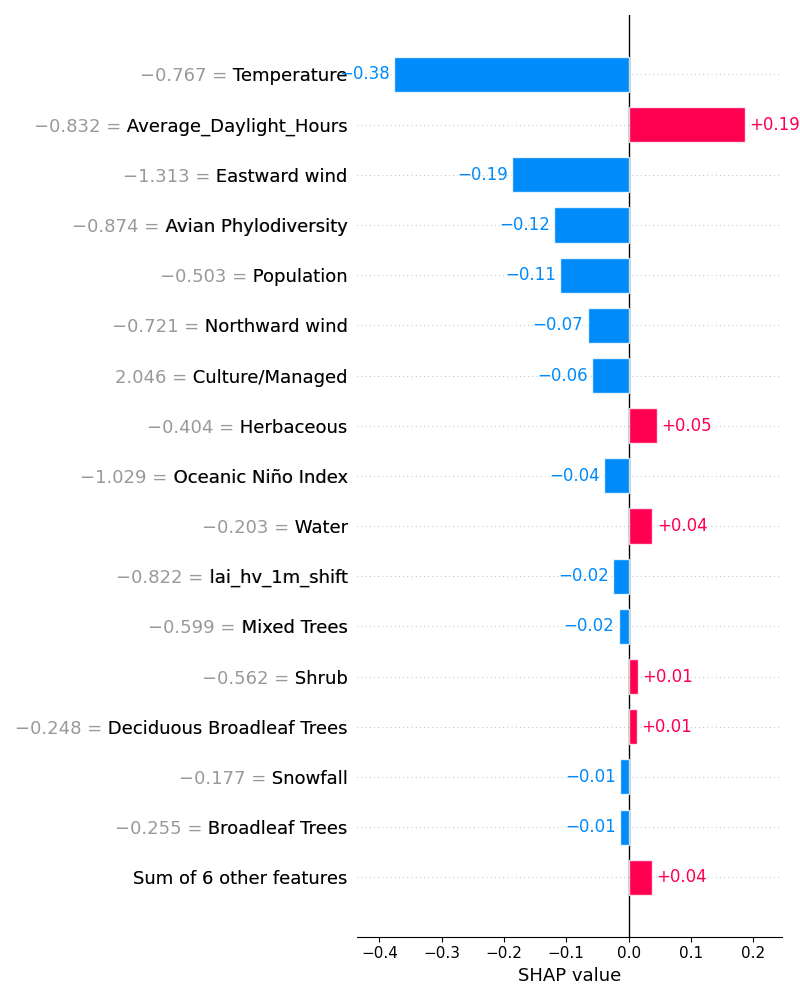 −0.767 = Temperature −0.38
−0.832 = Average_Daylight_Hours +0.19
−1.313 = Eastward wind −0.19
−0.874 = Avian Phylodiversity −0.12
−0.503 = Population −0.11
−0.721 = Northward wind −0.07
2.046 = Culture/Managed −0.06
−0.404 = Herbaceous +0.05
−1.029 = Oceanic Niño Index −0.04
−0.203 = Water +0.04
−0.822 = lai_hv_1m_shift −0.02
−0.599 = Mixed Trees −0.02
−0.562 = Shrub +0.01
−0.248 = Deciduous Broadleaf Trees +0.01
−0.177 = Snowfall −0.01
−0.255 = Broadleaf Trees −0.01
Sum of 6 other features +0.04
−0.4 −0.3 −0.2 −0.1 0.0 0.1 0.2
SHAP value